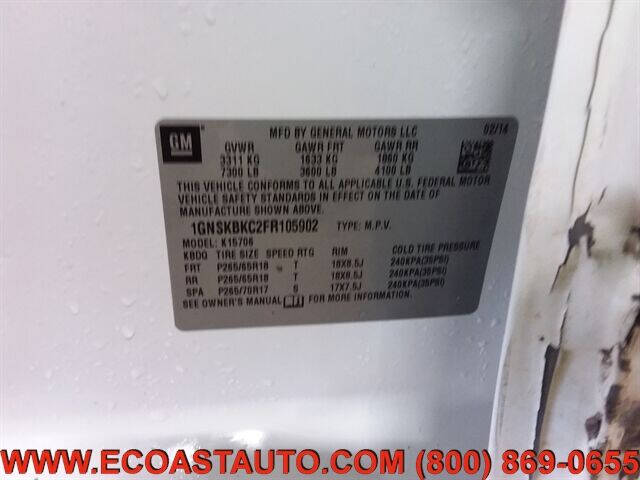 GM
MFD BY GENERAL MOTORS LLC 02/14
GVWR GAWR FRT GAWR RR
3311 KG 1633 KG 1860 KG
7300 LB 3600 LB 4100 LB
THIS VEHICLE CONFORMS TO ALL APPLICABLE U.S. FEDERAL MOTOR
VEHICLE SAFETY STANDARDS IN EFFECT ON THE DATE OF
MANUFACTURE SHOWN ABOVE.
1GNSKBKC2FR105902 TYPE: M.P.V.
MODEL: K15706
KBDQ TIRE SIZE SPEED RTG RIM COLD TIRE PRESSURE
FRT P265/65R18 T 18X8.5J 240KPA(35PSI)
RR P265/65R18 T 18X8.5J 240KPA(35PSI)
SPA P265/70R17 S 17X7.5J 240KPA(35PSI)
SEE OWNER'S MANUAL FOR MORE INFORMATION.
WWW.ECOASTAUTO.COM (800) 869-0655